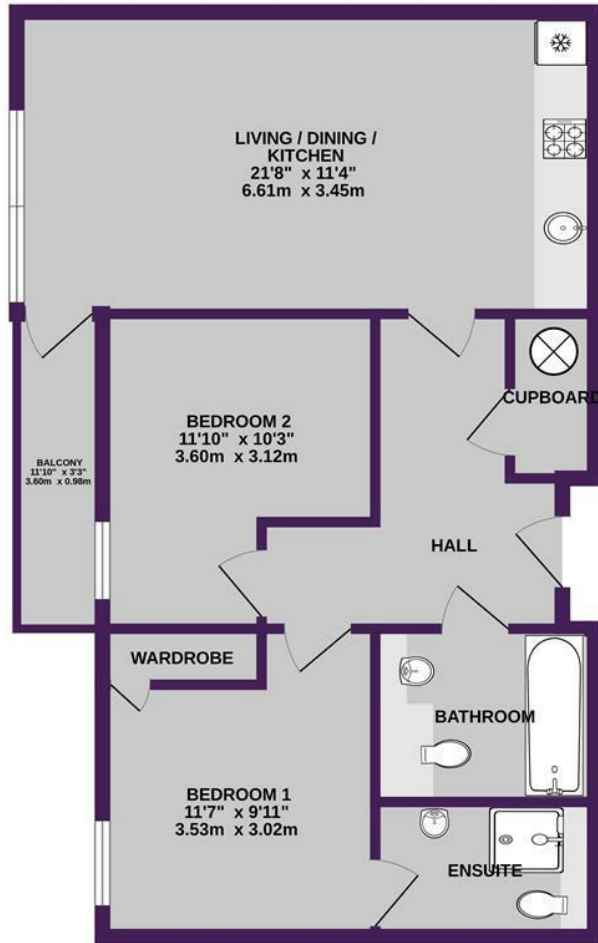 LIVING / DINING /
KITCHEN
21'8" x 11'4"
6.61m x 3.45m
CUPBOARD
BEDROOM 2
11'10" x 10'3"
3.60m x 3.12m
BALCONY
11'10" x 3'3"
3.60m x 0.98m
HALL
WARDROBE
BATHROOM
BEDROOM 1
11'7" x 9'11"
3.53m x 3.02m
ENSUITE